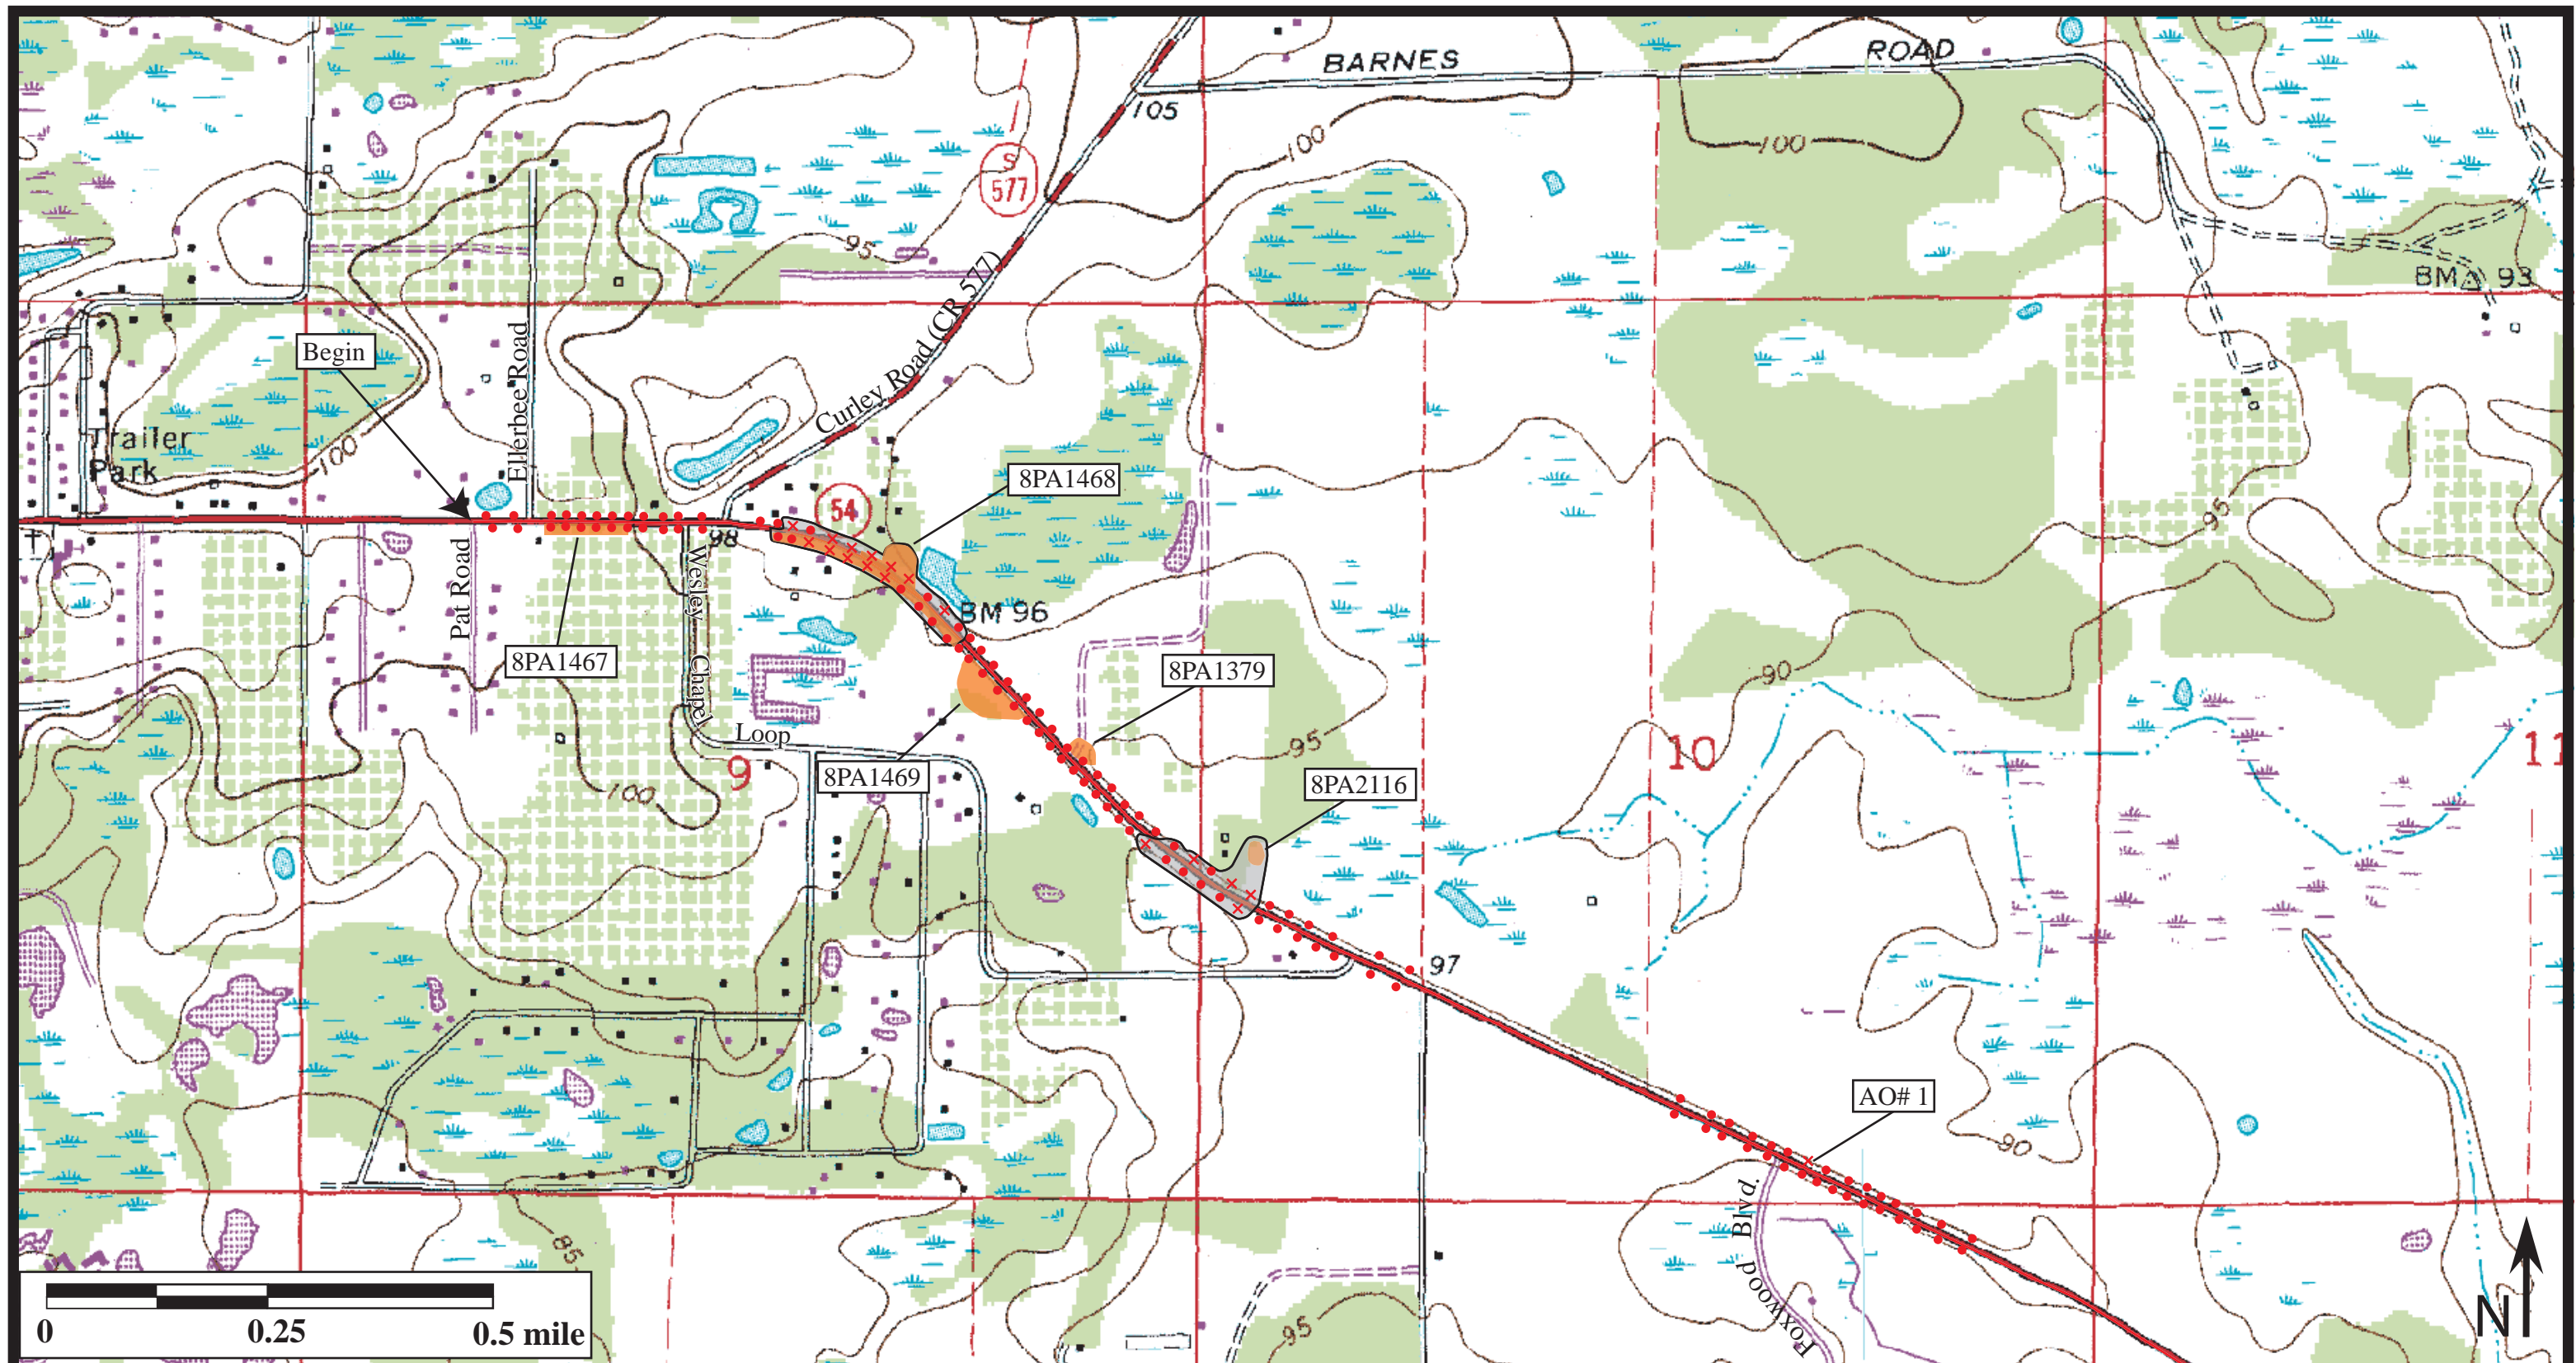 BARNES ROAD
105
100
100
S
577
95
BM△ 93
Begin
Ellerbee Road
Curley Road (CR 577)
Trailer
Park
100
54
8PA1468
95
98
Pat Road
Wesley Chapel Loop
BM 96
8PA1467
8PA1379
90
95
10
11
9
8PA1469
100
8PA2116
97
AO# 1
90
Foxwood Blvd.
85
95
0 0.25 0.5 mile
N